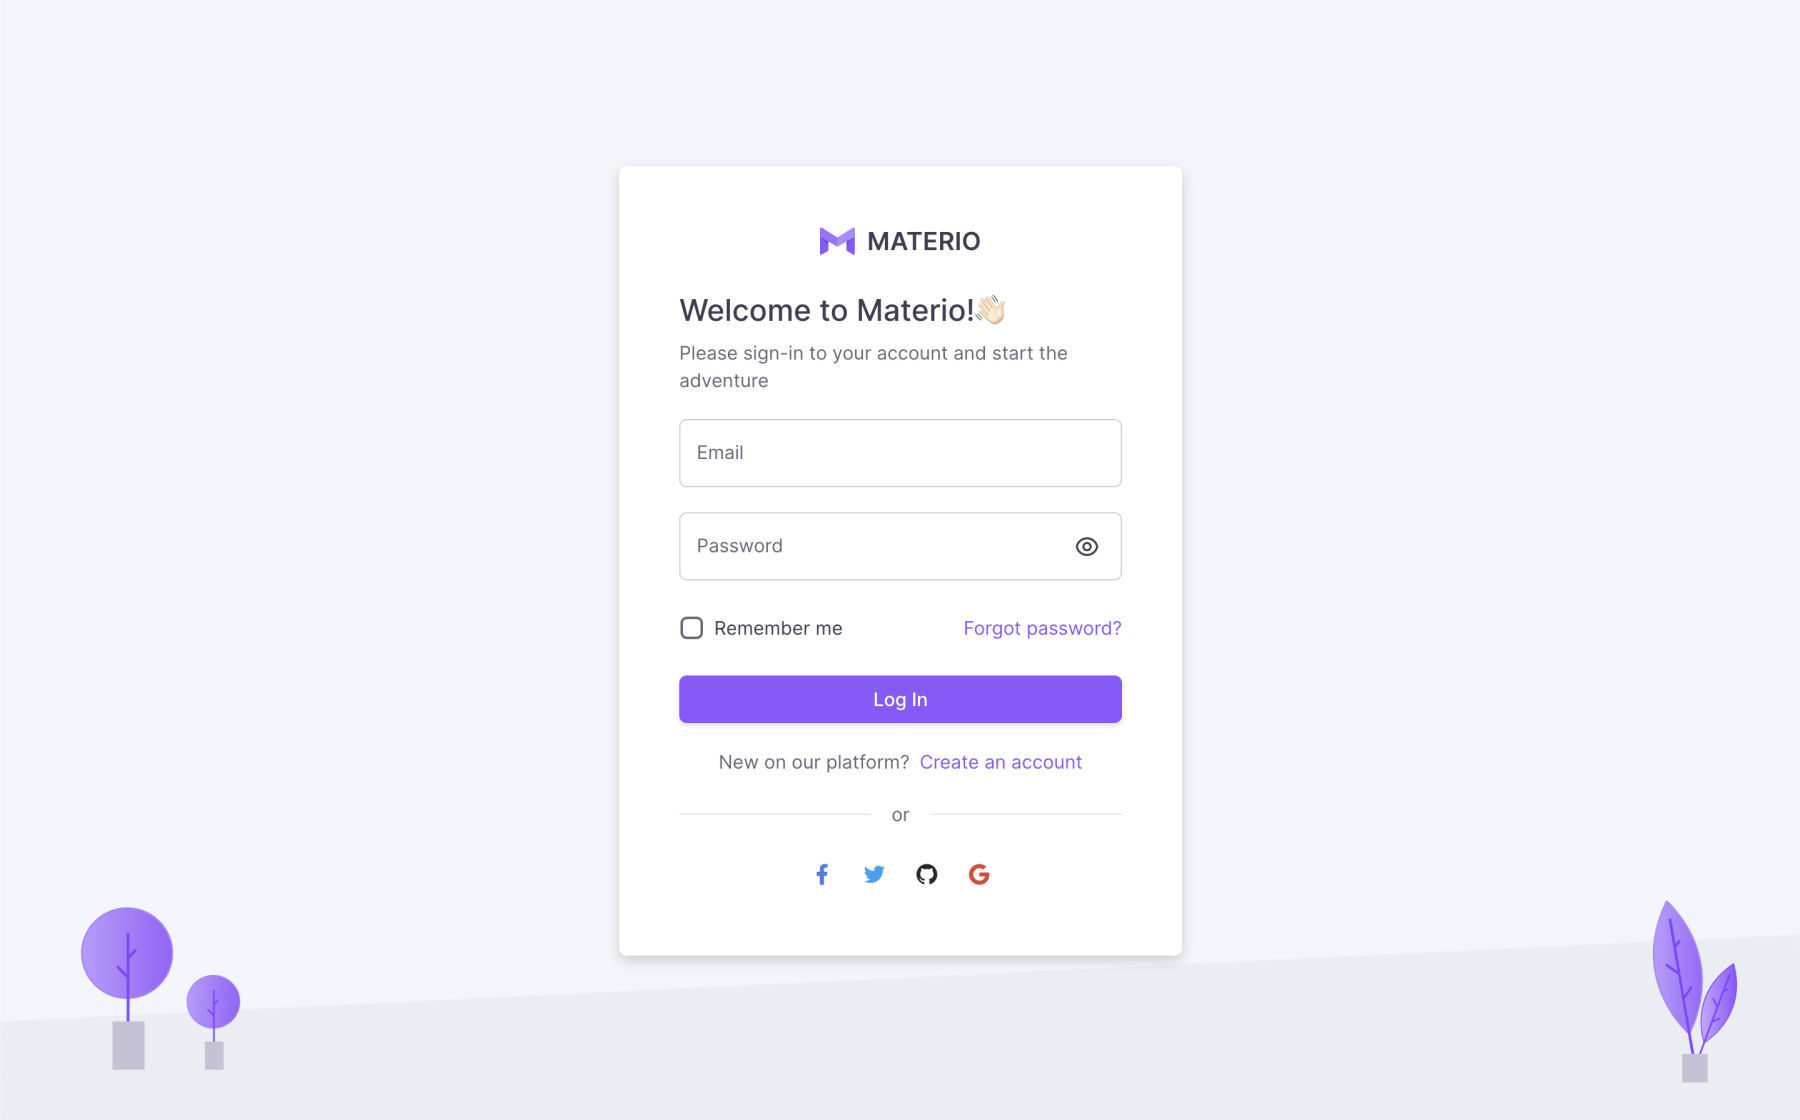 MATERIO
Welcome to Materio!👋🏻
Please sign-in to your account and start the
adventure
Email
Password
Remember me
Forgot password?
Log In
New on our platform? Create an account
or